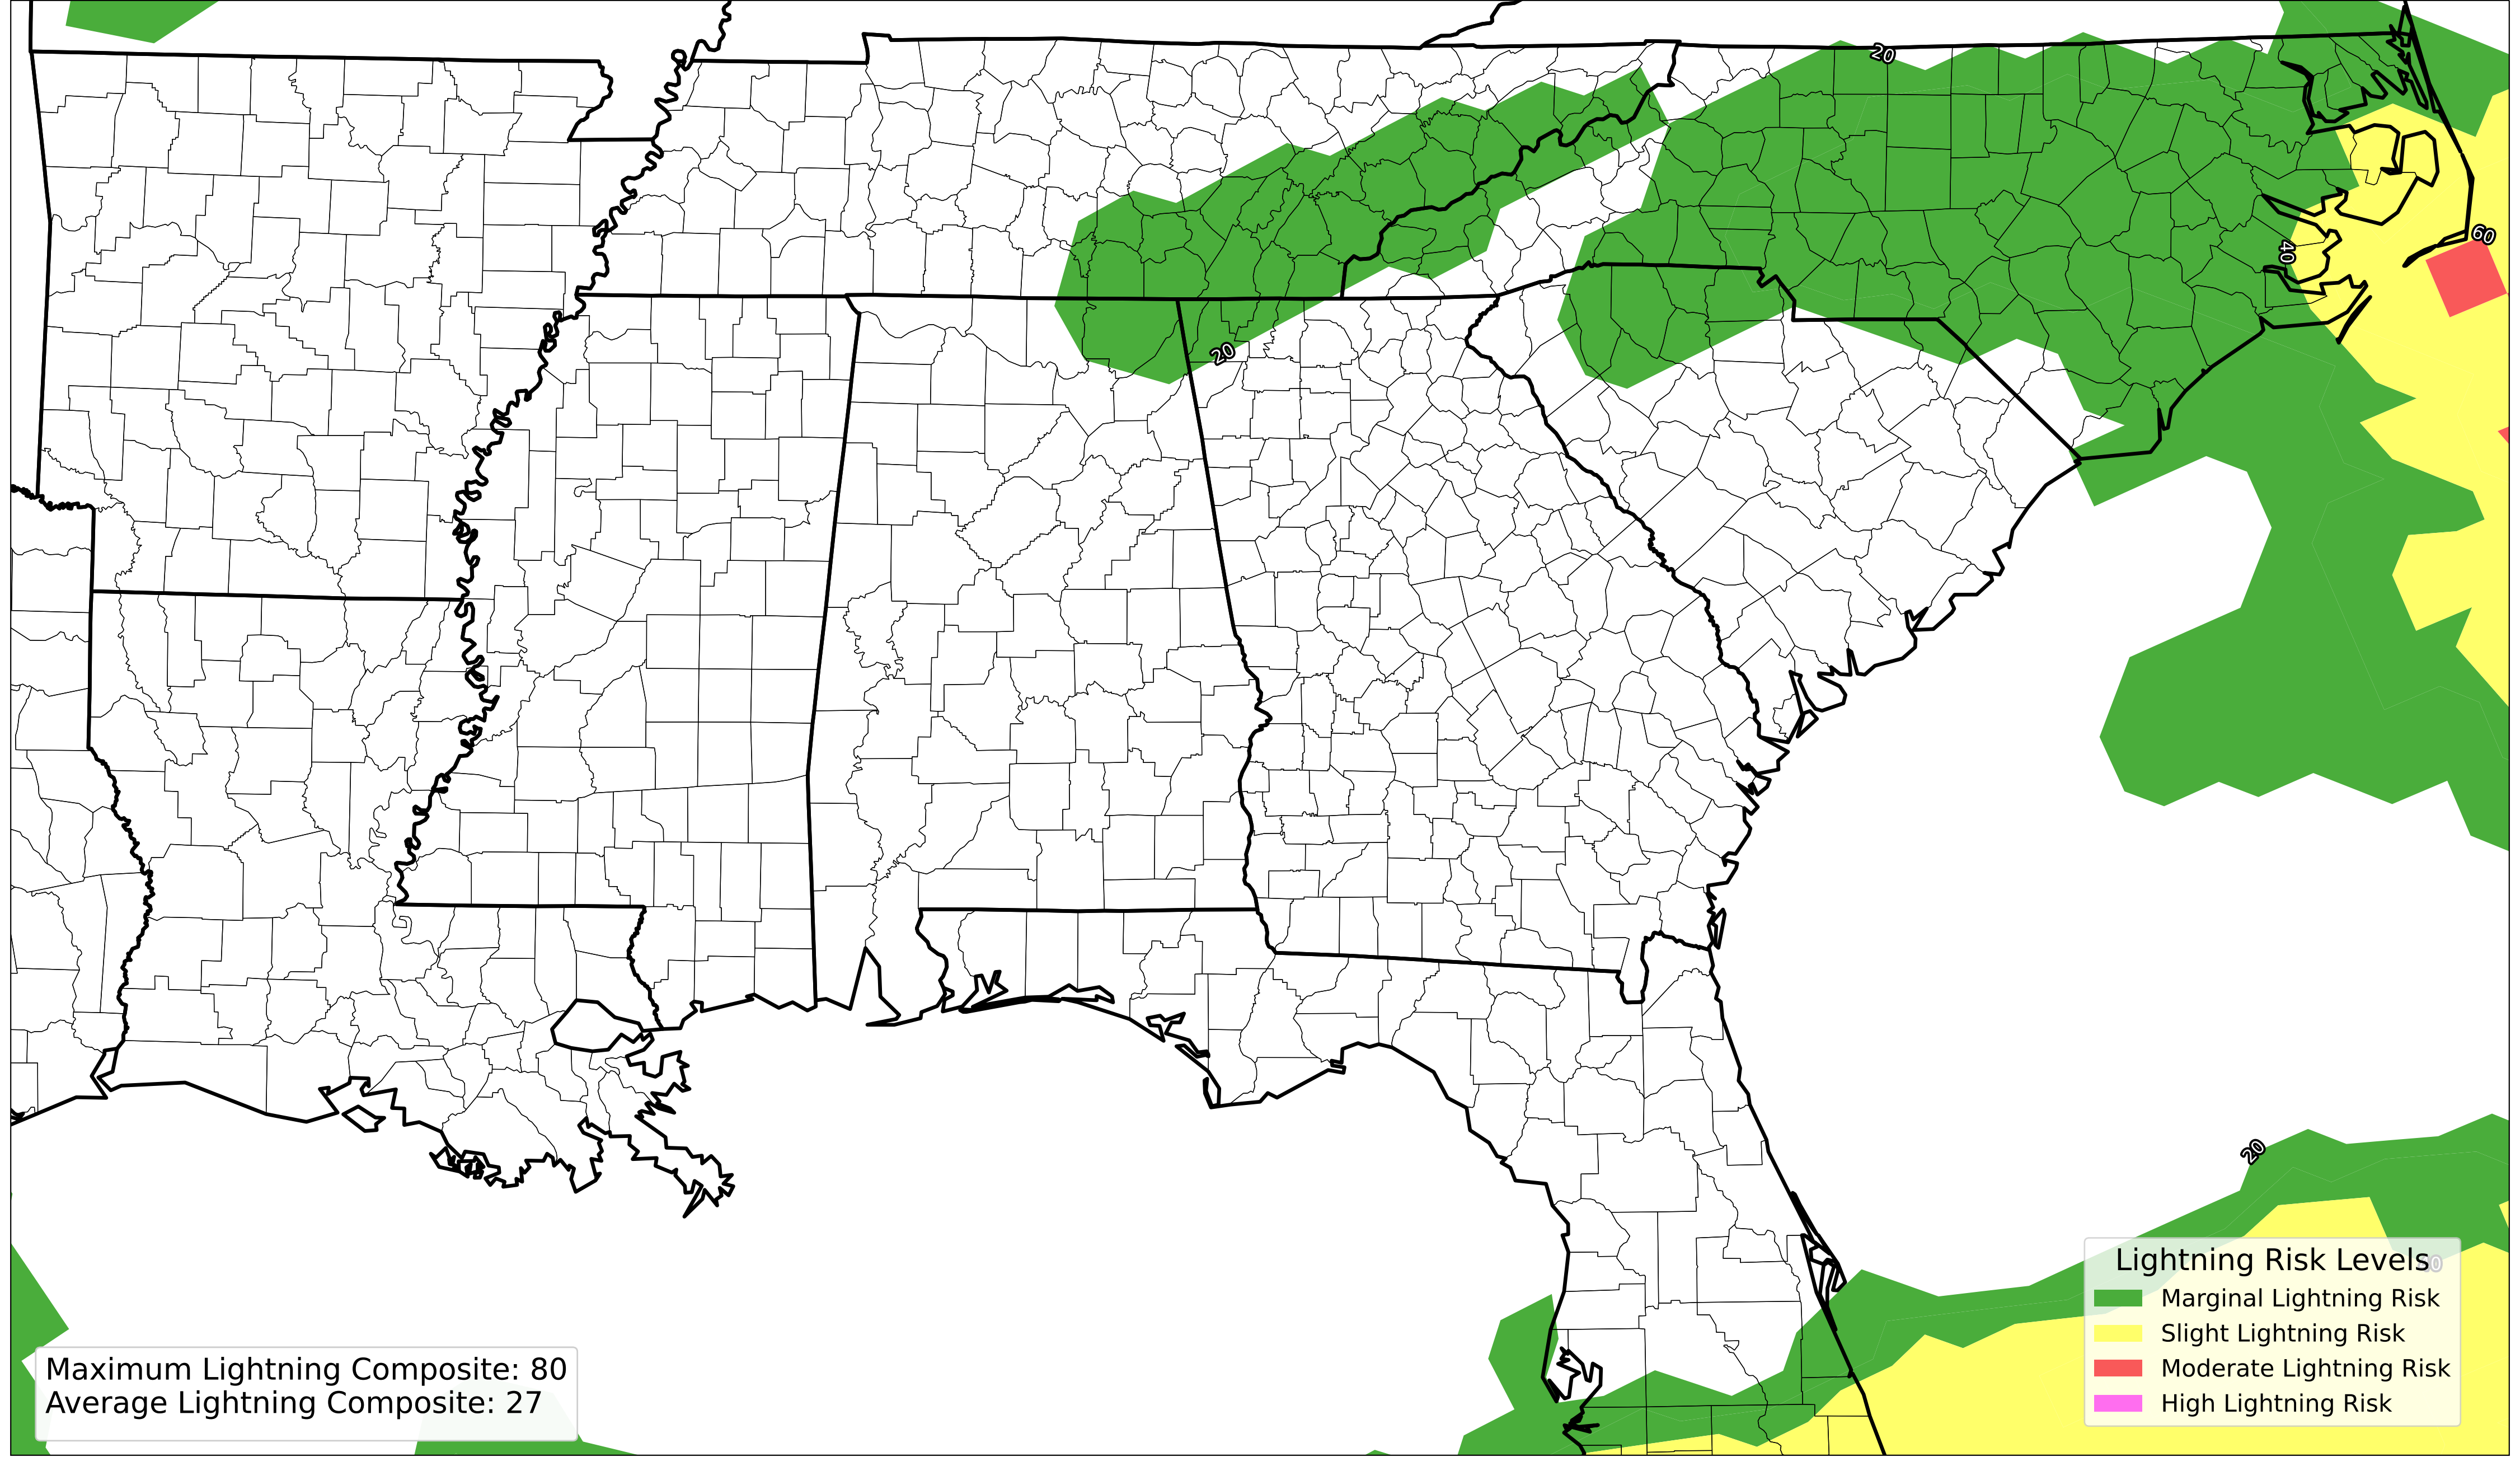 20
60
40
20
20
Lightning Risk Levels
Marginal Lightning Risk
Slight Lightning Risk
Moderate Lightning Risk
High Lightning Risk
Maximum Lightning Composite: 80
Average Lightning Composite: 27